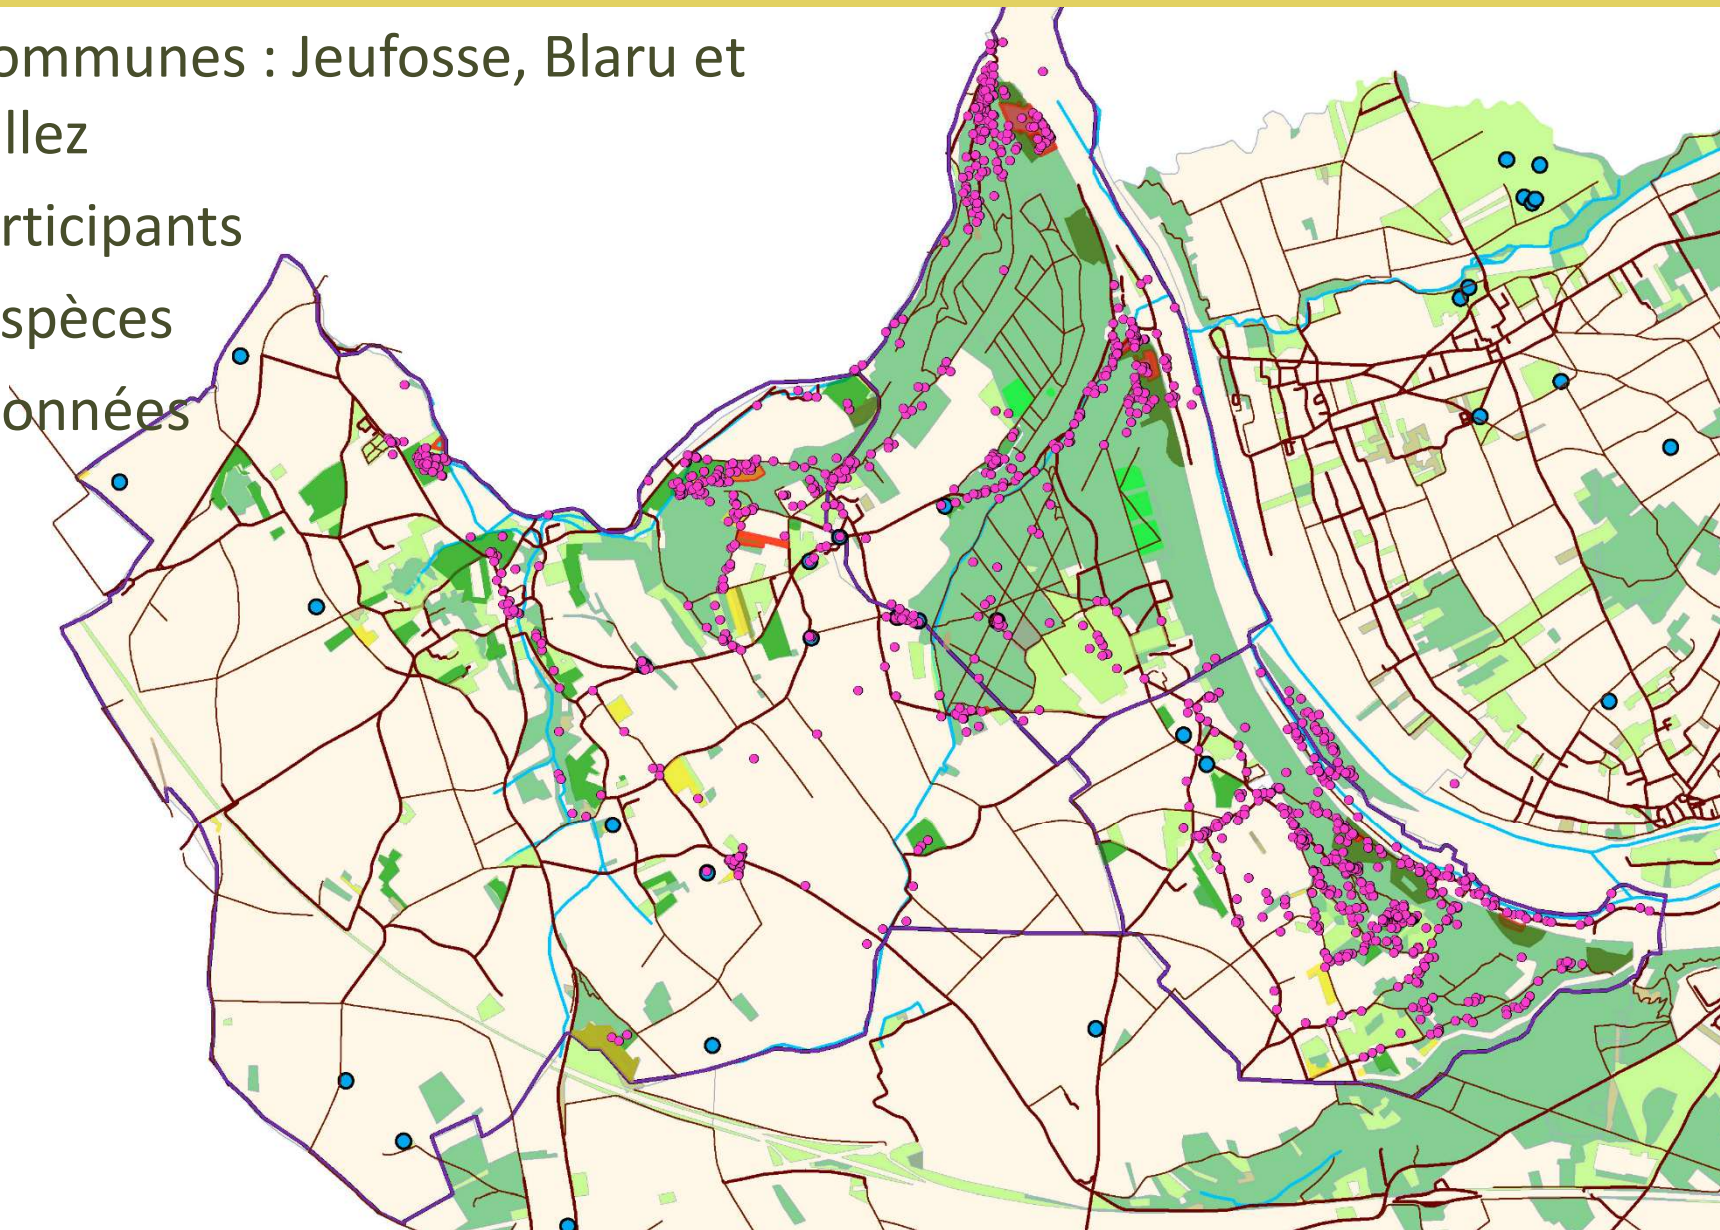 ommunes : Jeufosse, Blaru et
llez
rticipants
spèces
onnées